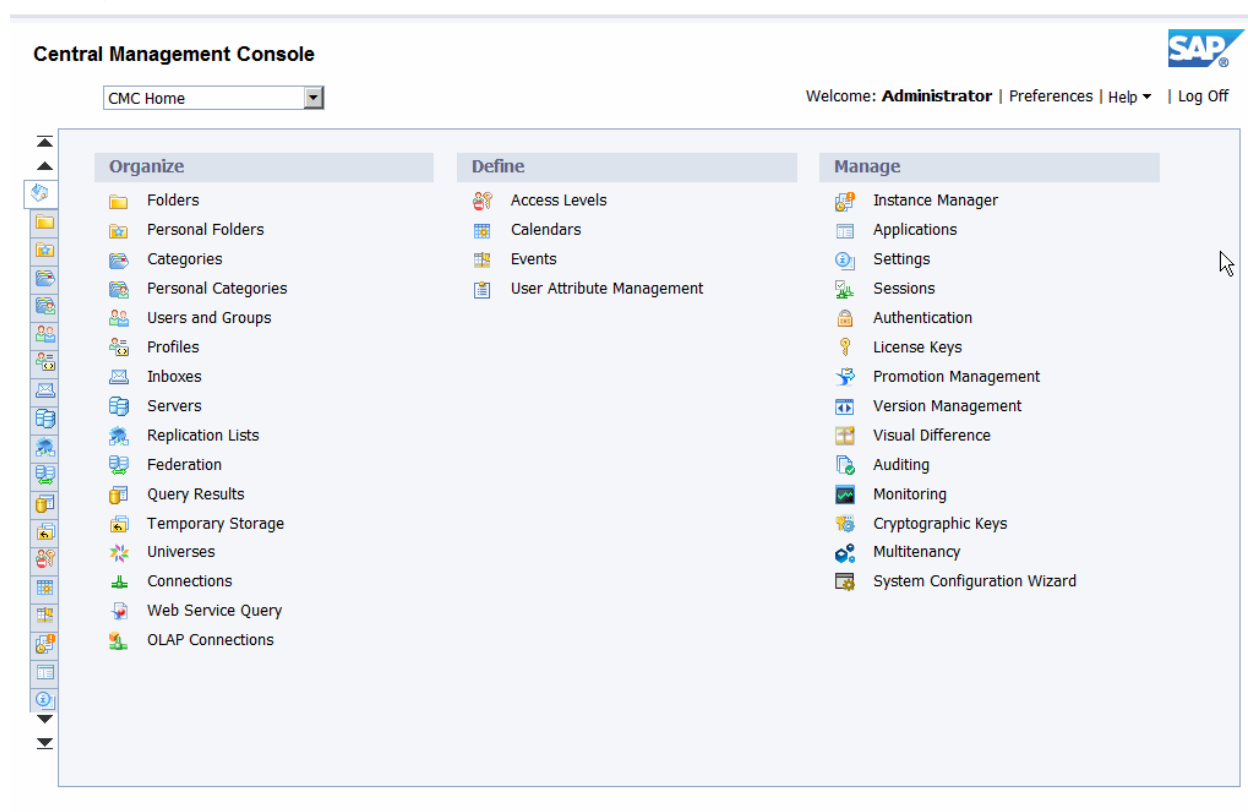 Central Management Console
SAP®
CMC Home
Welcome: Administrator | Preferences | Help | Log Off
Organize
Folders
Personal Folders
Categories
Personal Categories
Users and Groups
Profiles
Inboxes
Servers
Replication Lists
Federation
Query Results
Temporary Storage
Universes
Connections
Web Service Query
OLAP Connections
Define
Access Levels
Calendars
Events
User Attribute Management
Manage
Instance Manager
Applications
Settings
Sessions
Authentication
License Keys
Promotion Management
Version Management
Visual Difference
Auditing
Monitoring
Cryptographic Keys
Multitenancy
System Configuration Wizard